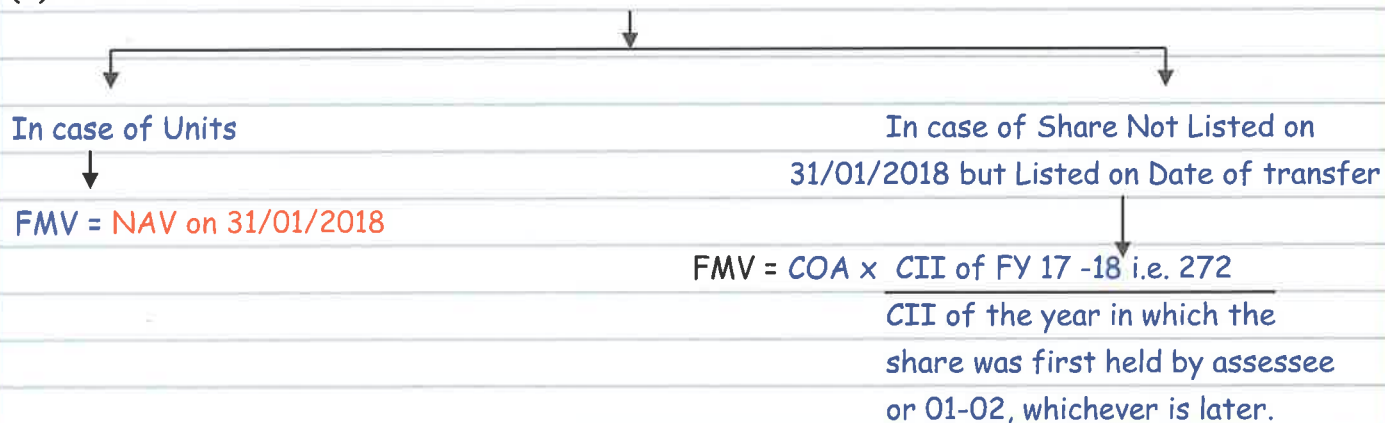 In case of Units
In case of Share Not Listed on
31/01/2018 but Listed on Date of transfer
FMV = NAV on 31/01/2018
FMV = COA x CII of FY 17 -18 i.e. 272
CII of the year in which the
share was first held by assessee
or 01-02, whichever is later.